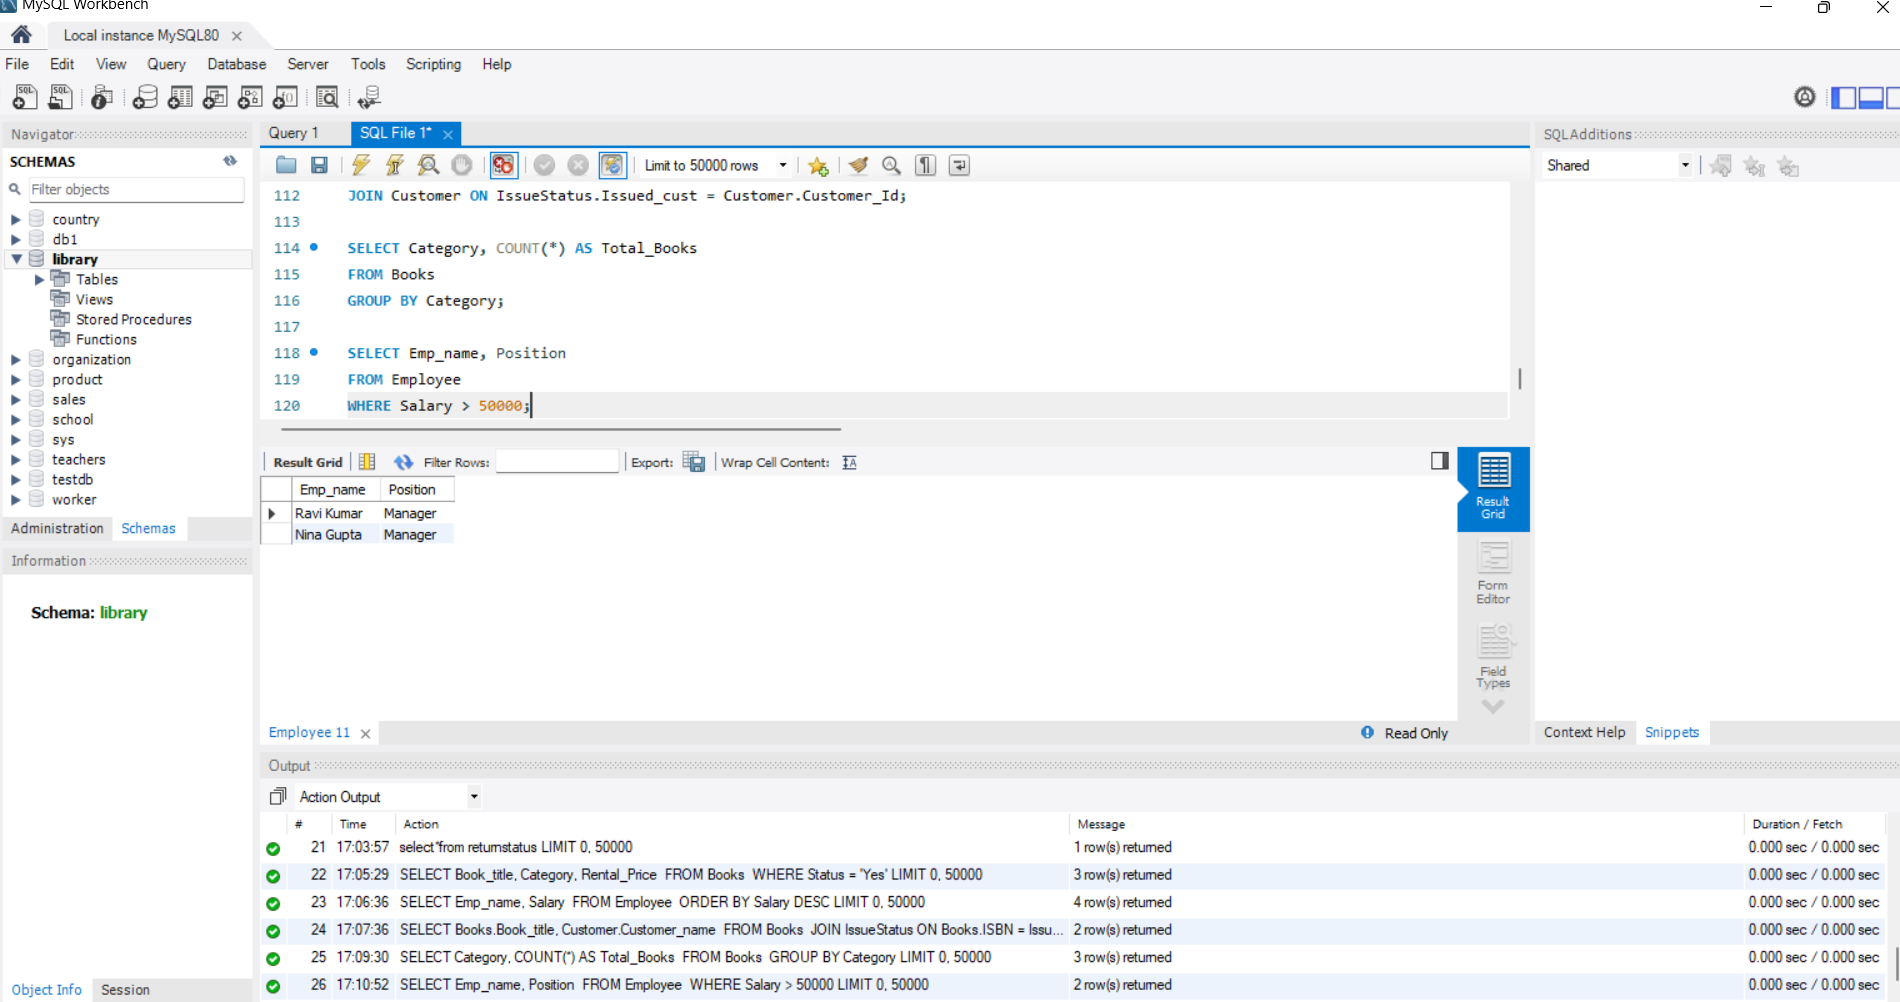 MySQL Workbench
Local instance MySQL80
File Edit View Query Database Server Tools Scripting Help
Navigator
SCHEMAS
Filter objects
country
db1
library
Tables
Views
Stored Procedures
Functions
organization
product
sales
school
sys
teachers
testdb
worker
Administration Schemas
Information
Schema: library
Object Info Session
Query 1 SQL File 1*
Limit to 50000 rows
112 JOIN Customer ON IssueStatus.Issued_cust = Customer.Customer_Id;
113
114 SELECT Category, COUNT(*) AS Total_Books
115 FROM Books
116 GROUP BY Category;
117
118 SELECT Emp_name, Position
119 FROM Employee
120 WHERE Salary > 50000;
Result Grid Filter Rows: Export: Wrap Cell Content:
Emp_name Position
Ravi Kumar Manager
Nina Gupta Manager
Result
Grid
Form
Editor
Field
Types
Employee 11 Read Only
SQLAdditions
Shared
Context Help Snippets
Output
Action Output
# Time Action Message Duration / Fetch
21 17:03:57 select*from returnstatus LIMIT 0, 50000 1 row(s) returned 0.000 sec / 0.000 sec
22 17:05:29 SELECT Book_title, Category, Rental_Price FROM Books WHERE Status = 'Yes' LIMIT 0, 50000 3 row(s) returned 0.000 sec / 0.000 sec
23 17:06:36 SELECT Emp_name, Salary FROM Employee ORDER BY Salary DESC LIMIT 0, 50000 4 row(s) returned 0.000 sec / 0.000 sec
24 17:07:36 SELECT Books.Book_title, Customer.Customer_name FROM Books JOIN IssueStatus ON Books.ISBN = Issu... 2 row(s) returned 0.000 sec / 0.000 sec
25 17:09:30 SELECT Category, COUNT(*) AS Total_Books FROM Books GROUP BY Category LIMIT 0, 50000 3 row(s) returned 0.000 sec / 0.000 sec
26 17:10:52 SELECT Emp_name, Position FROM Employee WHERE Salary > 50000 LIMIT 0, 50000 2 row(s) returned 0.000 sec / 0.000 sec